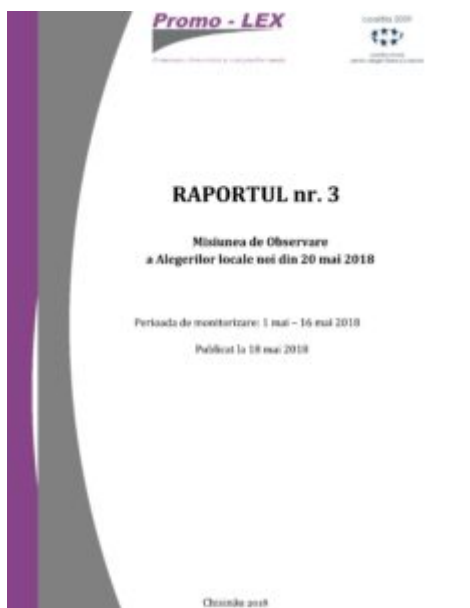 Promo - LEX
RAPORTUL nr. 3
Misiunea de Observare
a Alegerilor locale noi din 20 mai 2018
Perioada de monitorizare: 1 mai – 16 mai 2018
Publicat la 18 mai 2018
Chișinău 2018